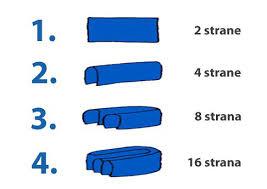 1. 2 strane
2. 4 strane
3. 8 strana
4. 16 strana